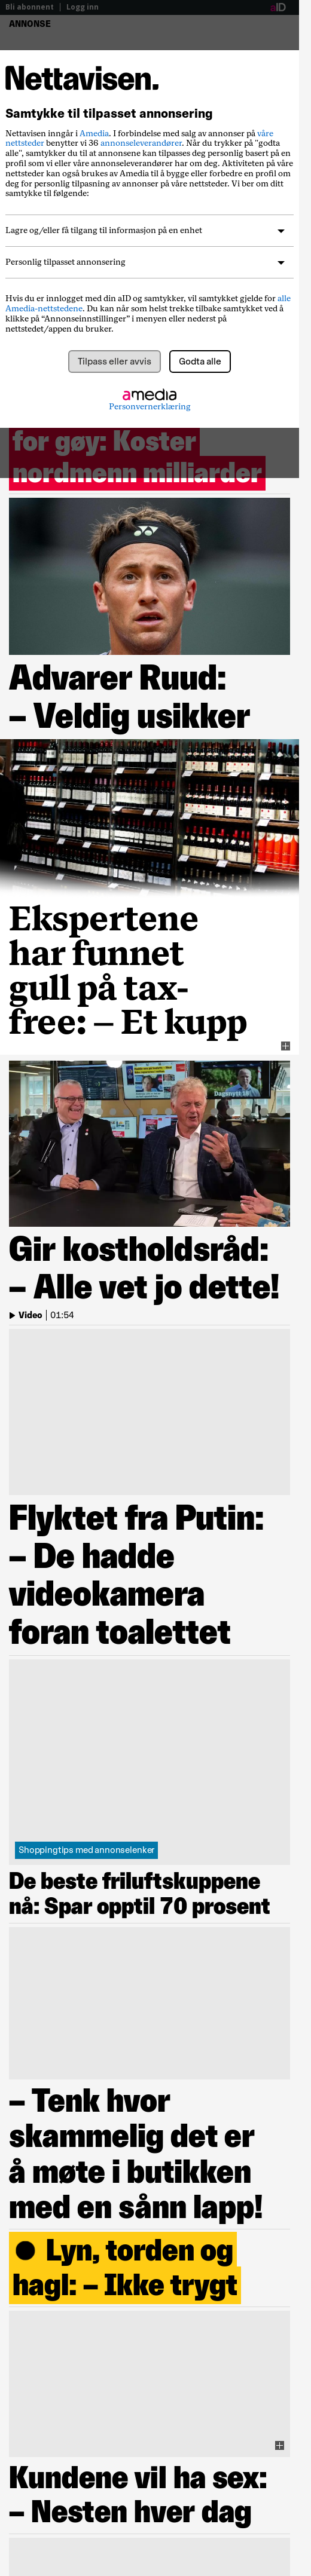 Bli abonnent | Logg inn
aID
ANNONSE
Nettavisen.
Samtykke til tilpasset annonsering
Nettavisen inngår i Amedia. I forbindelse med salg av annonser på våre
nettsteder benytter vi 36 annonseleverandører. Når du trykker på "godta
alle", samtykker du til at annonsene kan tilpasses deg personlig basert på en
profil som vi eller våre annonseleverandører har om deg. Aktiviteten på våre
nettsteder kan også brukes av Amedia til å bygge eller forbedre en profil om
deg for personlig tilpasning av annonser på våre nettsteder. Vi ber om ditt
samtykke til følgende:
Lagre og/eller få tilgang til informasjon på en enhet
Personlig tilpasset annonsering
Hvis du er innlogget med din aID og samtykker, vil samtykket gjelde for alle
Amedia-nettstedene. Du kan når som helst trekke tilbake samtykket ved å
klikke på “Annonseinnstillinger” i menyen eller nederst på
nettstedet/appen du bruker.
Tilpass eller avvis
Godta alle
amedia
Personvernerklæring
for gøy: Koster
nordmenn milliarder
YONEX
Advarer Ruud:
– Veldig usikker
Ekspertene
har funnet
gull på tax-
free: – Et kupp
Dagsnytt 18
Gir kostholdsråd:
– Alle vet jo dette!
Video | 01:54
Flyktet fra Putin:
– De hadde
videokamera
foran toalettet
Shoppingtips med annonselenker
De beste friluftskuppene
nå: Spar opptil 70 prosent
– Tenk hvor
skammelig det er
å møte i butikken
med en sånn lapp!
● Lyn, torden og
hagl: – Ikke trygt
Kundene vil ha sex:
– Nesten hver dag